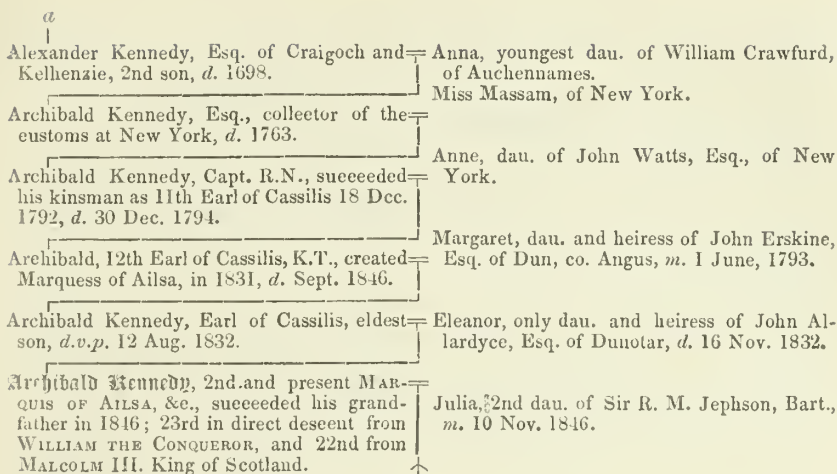 a
Alexander Kennedy, Esq. of Craigoch and
Kelhenzie, 2nd son, d. 1698.
Anna, youngest dau. of William Crawfurd,
of Auchennames.
Miss Massam, of New York.
Archibald Kennedy, Esq., collector of the
customs at New York, d. 1763.
Anne, dau. of John Watts, Esq., of New
York.
Archibald Kennedy, Capt. R.N., succeeded
his kinsman as 11th Earl of Cassilis 18 Dec.
1792, d. 30 Dec. 1794.
Margaret, dau. and heiress of John Erskine,
Esq. of Dun, co. Angus, m. 1 June, 1793.
Archibald, 12th Earl of Cassilis, K.T., created
Marquess of Ailsa, in 1831, d. Sept. 1846.
Archibald Kennedy, Earl of Cassilis, eldest
son, d.v.p. 12 Aug. 1832.
Eleanor, only dau. and heiress of John Al-
lardyce, Esq. of Dunotar, d. 16 Nov. 1832.
Archibald Kennedy, 2nd.and present MAR-
QUIS OF AILSA, &c., succeeded his grand-
father in 1846; 23rd in direct descent from
WILLIAM THE CONQUEROR, and 22nd from
MALCOLM III. King of Scotland.
Julia, 2nd dau. of Sir R. M. Jephson, Bart.,
m. 10 Nov. 1846.